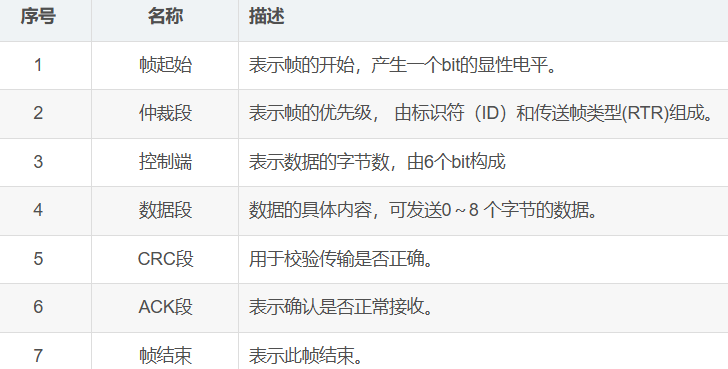 序号 名称 描述
1 帧起始 表示帧的开始，产生一个bit的显性电平。
2 仲裁段 表示帧的优先级， 由标识符（ID）和传送帧类型(RTR)组成。
3 控制端 表示数据的字节数，由6个bit构成
4 数据段 数据的具体内容，可发送0～8 个字节的数据。
5 CRC段 用于校验传输是否正确。
6 ACK段 表示确认是否正常接收。
7 帧结束 表示此帧结束。